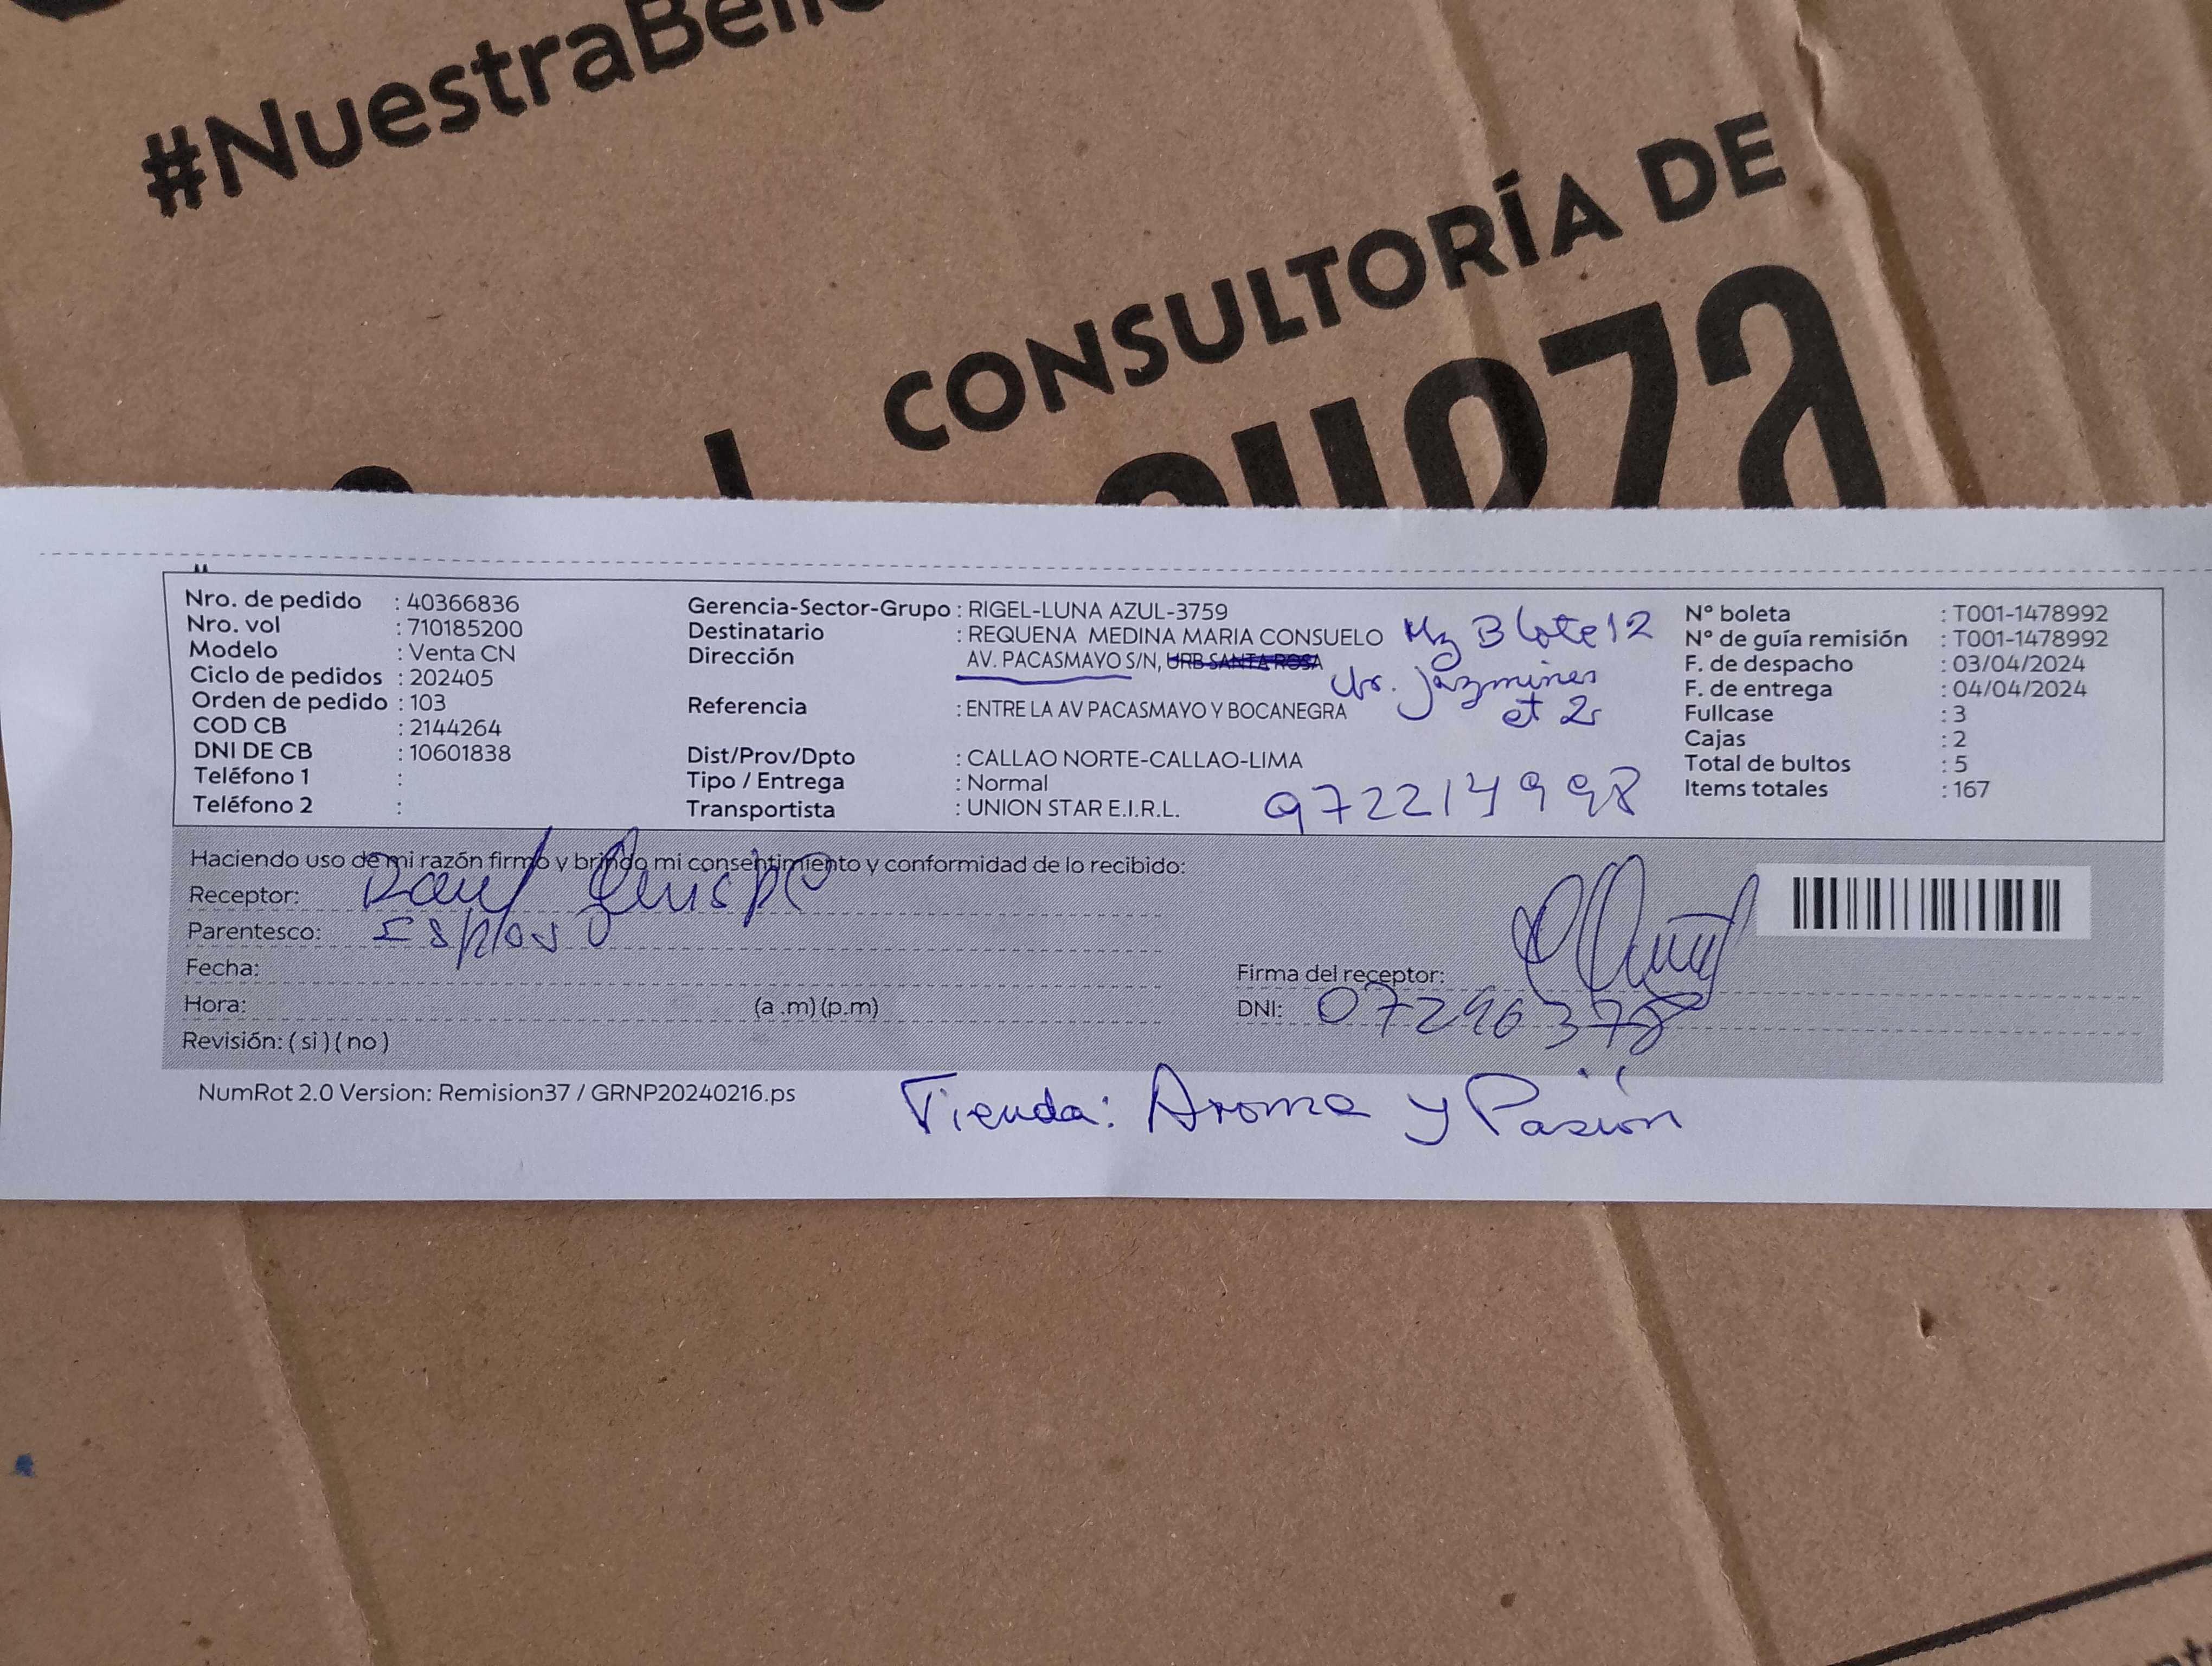 #NuestraBell
CONSULTORÍA DE
Nro. de pedido : 40366836
Nro. vol : 710185200
Modelo : Venta CN
Ciclo de pedidos : 202405
Orden de pedido : 103
COD CB : 2144264
DNI DE CB : 10601838
Teléfono 1 :
Teléfono 2 :
Gerencia-Sector-Grupo : RIGEL-LUNA AZUL-3759
Destinatario : REQUENA MEDINA MARIA CONSUELO Mz B lote 12
Dirección AV. PACASMAYO S/N, URB SANTA ROSA
Jazmines
et 2
Referencia : ENTRE LA AV PACASMAYO Y BOCANEGRA
Dist/Prov/Dpto : CALLAO NORTE-CALLAO-LIMA
Tipo / Entrega : Normal
Transportista : UNION STAR E.I.R.L.
972214998
N° boleta : T001-1478992
N° de guía remisión : T001-1478992
F. de despacho : 03/04/2024
F. de entrega : 04/04/2024
Fullcase : 3
Cajas : 2
Total de bultos : 5
Items totales : 167
Haciendo uso de mi razón firmo y brindo mi consentimiento y conformidad de lo recibido:
Receptor: Raul Quispe
Parentesco: Esposo
Fecha:
Hora: (a .m) (p.m)
Revisión: ( si ) ( no )
Firma del receptor:
DNI: 07296378
NumRot 2.0 Version: Remision37 / GRNP20240216.ps
Tienda: Aroma y Pasión